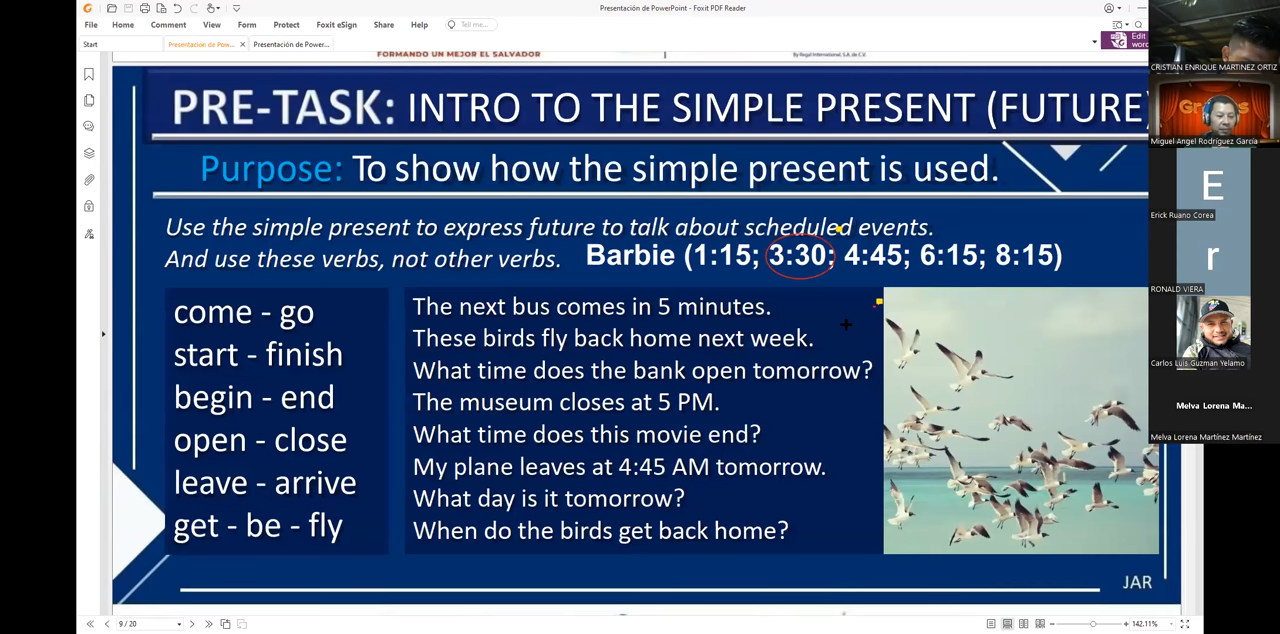 Presentación de PowerPoint - Foxit PDF Reader
File Home Comment View Form Protect Foxit eSign Share Help Tell me...
Start Presentación de Pow... Presentación de Power...
Edit
FORMANDO UN MEJOR EL SALVADOR
PRE-TASK: INTRO TO THE SIMPLE PRESENT (FUTURE)
Purpose: To show how the simple present is used.
Use the simple present to express future to talk about scheduled events.
And use these verbs, not other verbs. Barbie (1:15; 3:30; 4:45; 6:15; 8:15)
come - go
start - finish
begin - end
open - close
leave - arrive
get - be - fly
The next bus comes in 5 minutes.
These birds fly back home next week.
What time does the bank open tomorrow?
The museum closes at 5 PM.
What time does this movie end?
My plane leaves at 4:45 AM tomorrow.
What day is it tomorrow?
When do the birds get back home?
JAR
9 / 20
142.11%
CRISTIAN ENRIQUE MARTINEZ ORTIZ
Miguel Angel Rodríguez García
E
Erick Ruano Corea
r
RONALD VIERA
Carlos Luis Guzman Yelamo
Melva Lorena Ma...
Melva Lorena Martínez Martínez